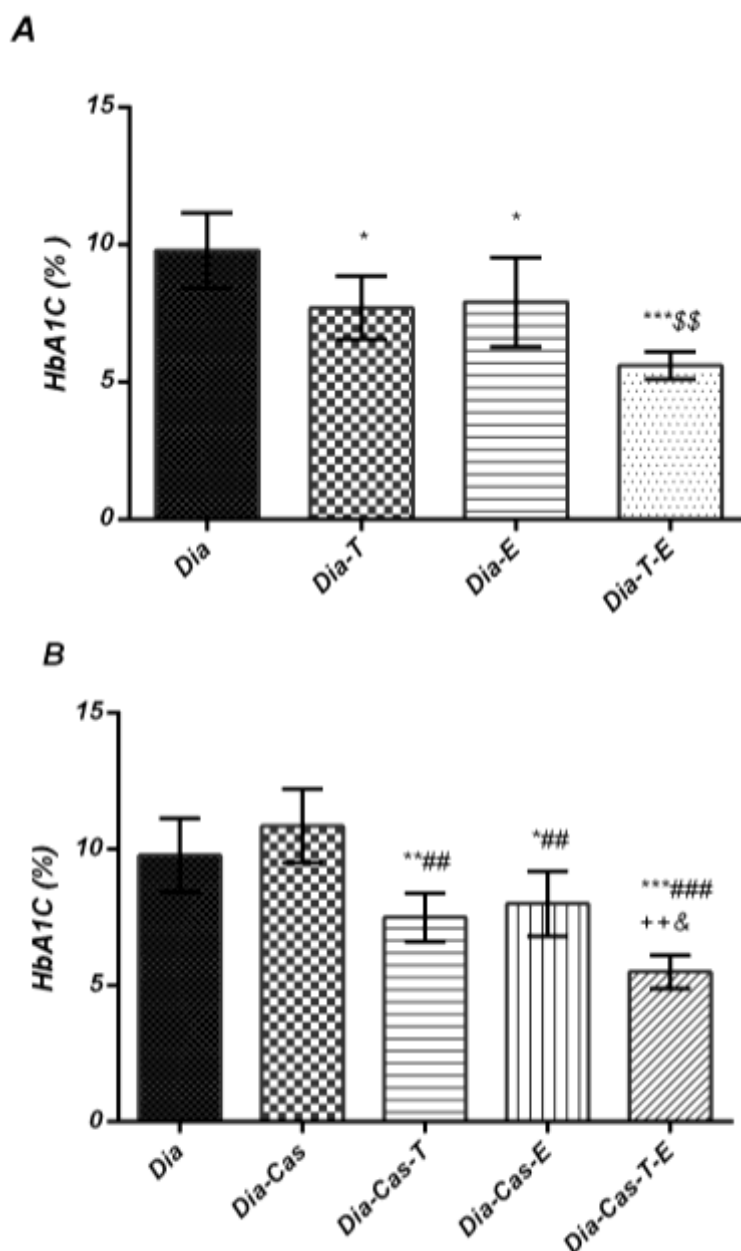 A
15
10
5
0
HbA1C (% )
*
*
***$$
Dia
Dia-T
Dia-E
Dia-T-E
B
15
10
5
0
HbA1C (%)
**##
*##
***###
++&
Dia
Dia-Cas
Dia-Cas-T
Dia-Cas-E
Dia-Cas-T-E